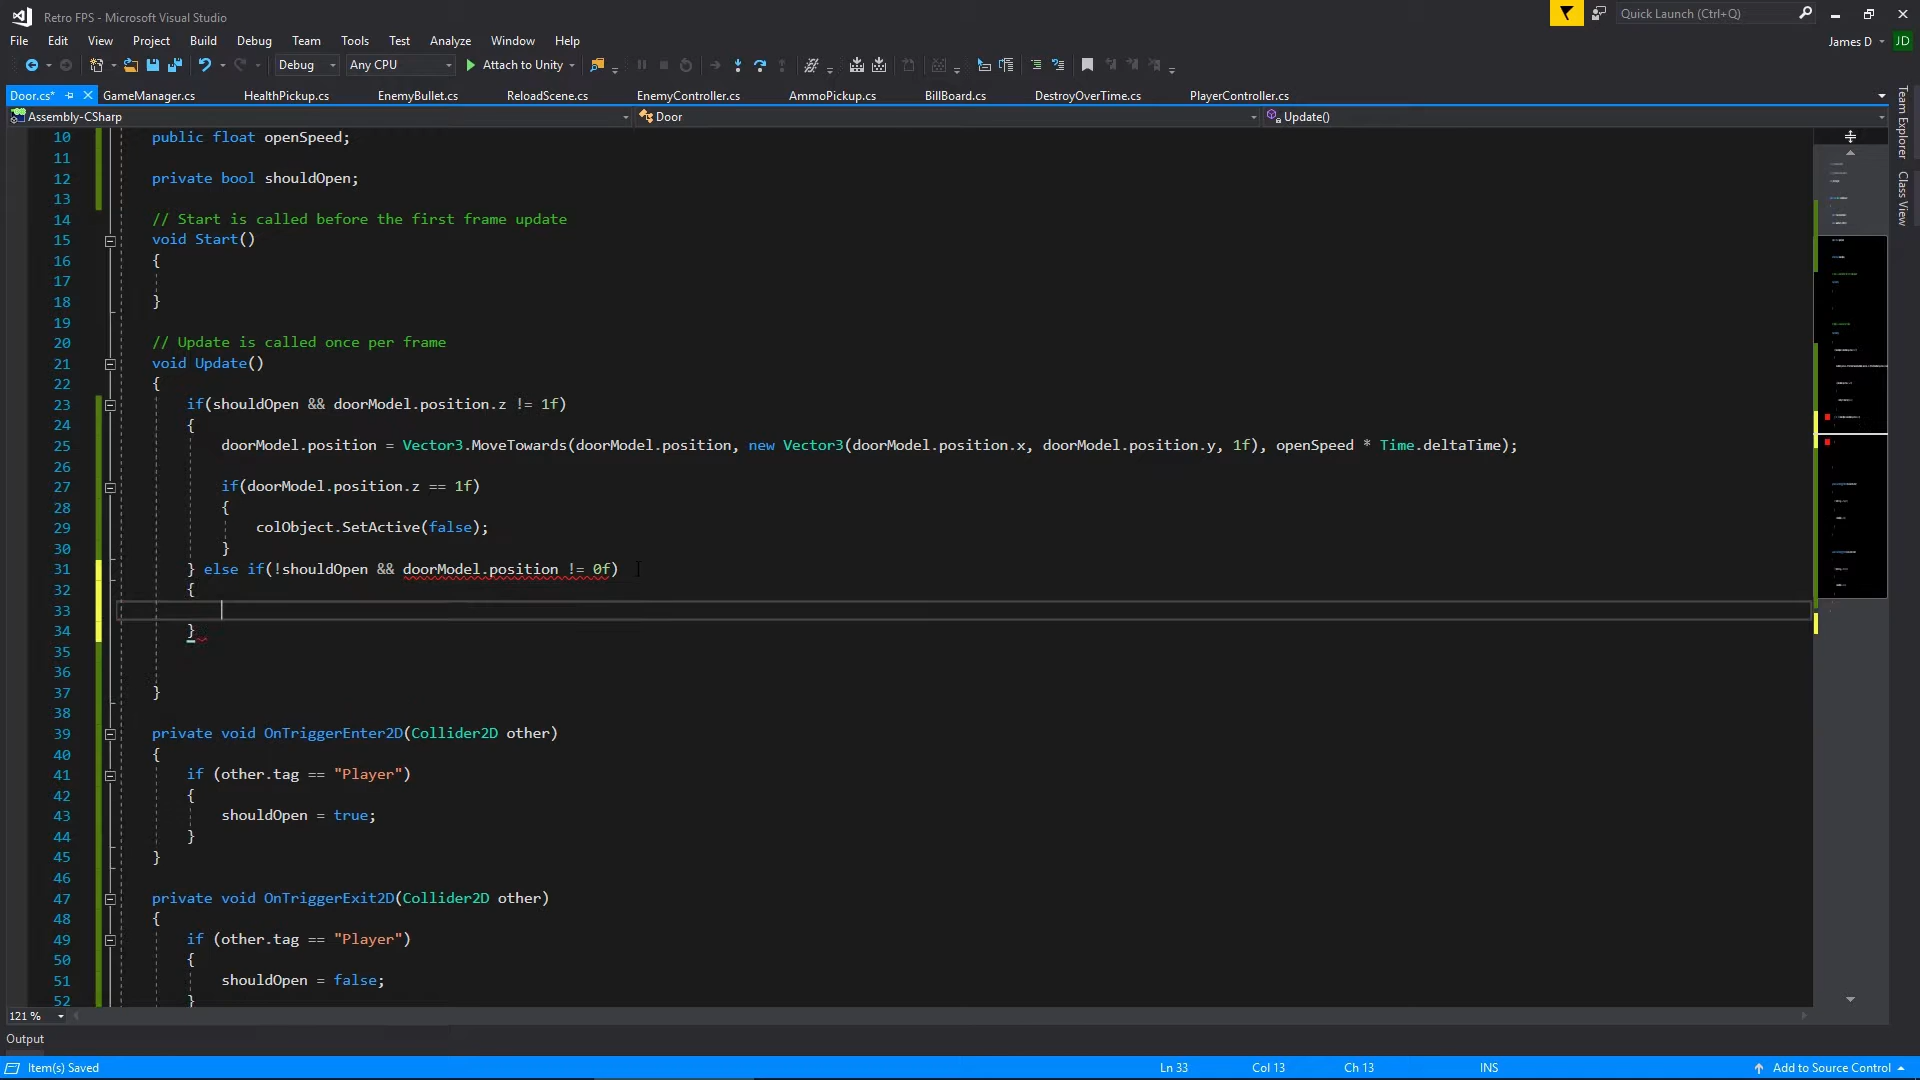 Retro FPS - Microsoft Visual Studio
Quick Launch (Ctrl+Q)
File Edit View Project Build Debug Team Tools Test Analyze Window Help
James D JD
Debug Any CPU Attach to Unity
Door.cs* GameManager.cs HealthPickup.cs EnemyBullet.cs ReloadScene.cs EnemyController.cs AmmoPickup.cs BillBoard.cs DestroyOverTime.cs PlayerController.cs
Assembly-CSharp Door Update()
Team Explorer
Class View
10 public float openSpeed;
11
12 private bool shouldOpen;
13
14 // Start is called before the first frame update
15 void Start()
16 {
17
18 }
19
20 // Update is called once per frame
21 void Update()
22 {
23 if(shouldOpen && doorModel.position.z != 1f)
24 {
25 doorModel.position = Vector3.MoveTowards(doorModel.position, new Vector3(doorModel.position.x, doorModel.position.y, 1f), openSpeed * Time.deltaTime);
26
27 if(doorModel.position.z == 1f)
28 {
29 colObject.SetActive(false);
30 }
31 } else if(!shouldOpen && doorModel.position != 0f)
32 {
33
34 }
35
36
37 }
38
39 private void OnTriggerEnter2D(Collider2D other)
40 {
41 if (other.tag == "Player")
42 {
43 shouldOpen = true;
44 }
45 }
46
47 private void OnTriggerExit2D(Collider2D other)
48 {
49 if (other.tag == "Player")
50 {
51 shouldOpen = false;
52 }
121 %
Output
Item(s) Saved Ln 33 Col 13 Ch 13 INS Add to Source Control